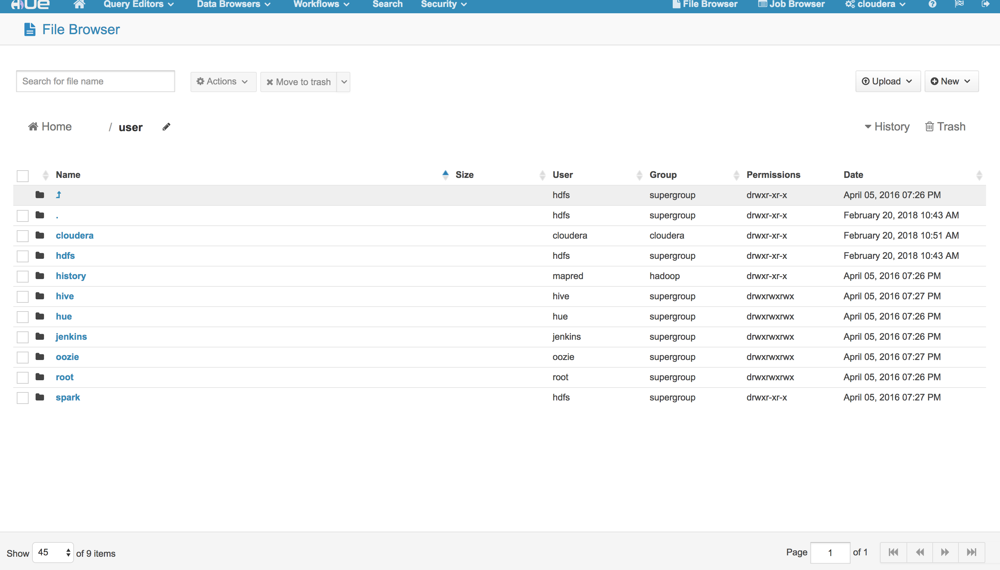 HUE Query Editors Data Browsers Workflows Search Security File Browser Job Browser cloudera
File Browser
Search for file name Actions Move to trash Upload New
Home / user History Trash
Name Size User Group Permissions Date
hdfs supergroup drwxr-xr-x April 05, 2016 07:26 PM
. hdfs supergroup drwxr-xr-x February 20, 2018 10:43 AM
cloudera cloudera cloudera drwxr-xr-x February 20, 2018 10:51 AM
hdfs hdfs supergroup drwxr-xr-x February 20, 2018 10:43 AM
history mapred hadoop drwxr-xr-x April 05, 2016 07:26 PM
hive hive supergroup drwxrwxrwx April 05, 2016 07:27 PM
hue hue supergroup drwxrwxrwx April 05, 2016 07:26 PM
jenkins jenkins supergroup drwxrwxrwx April 05, 2016 07:26 PM
oozie oozie supergroup drwxrwxrwx April 05, 2016 07:27 PM
root root supergroup drwxrwxrwx April 05, 2016 07:26 PM
spark hdfs supergroup drwxr-xr-x April 05, 2016 07:27 PM
Show 45 of 9 items Page 1 of 1